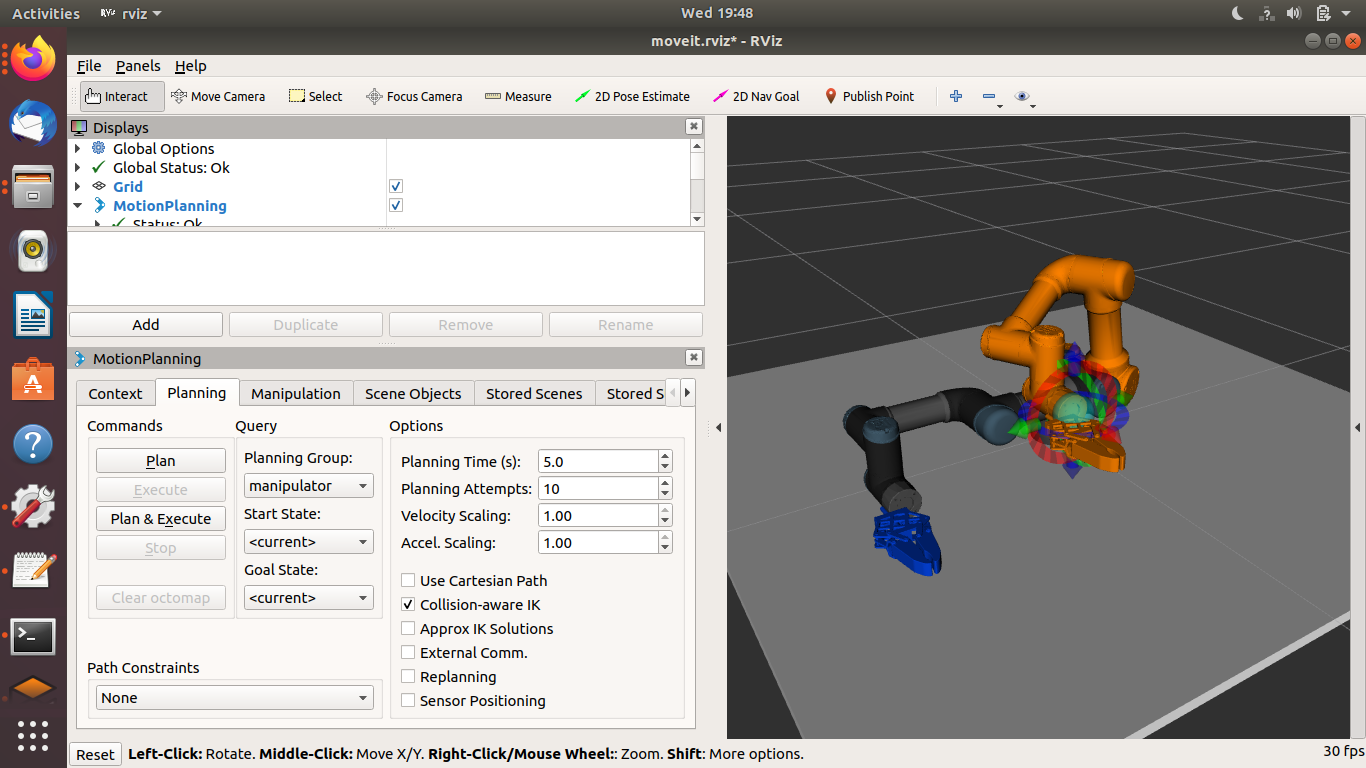 Activities rviz Wed 19:48
moveit.rviz* - RViz
File Panels Help
Interact Move Camera Select Focus Camera Measure 2D Pose Estimate 2D Nav Goal Publish Point
Displays
Global Options
Global Status: Ok
Grid
MotionPlanning
Status: Ok
Add Duplicate Remove Rename
MotionPlanning
Context Planning Manipulation Scene Objects Stored Scenes Stored S
Commands Query Options
Plan
Execute
Plan & Execute
Stop
Clear octomap
Planning Group:
manipulator
Start State:
<current>
Goal State:
<current>
Planning Time (s): 5.0
Planning Attempts: 10
Velocity Scaling: 1.00
Accel. Scaling: 1.00
Use Cartesian Path
Collision-aware IK
Approx IK Solutions
External Comm.
Replanning
Sensor Positioning
Path Constraints
None
Reset Left-Click: Rotate. Middle-Click: Move X/Y. Right-Click/Mouse Wheel:: Zoom. Shift: More options. 30 fps